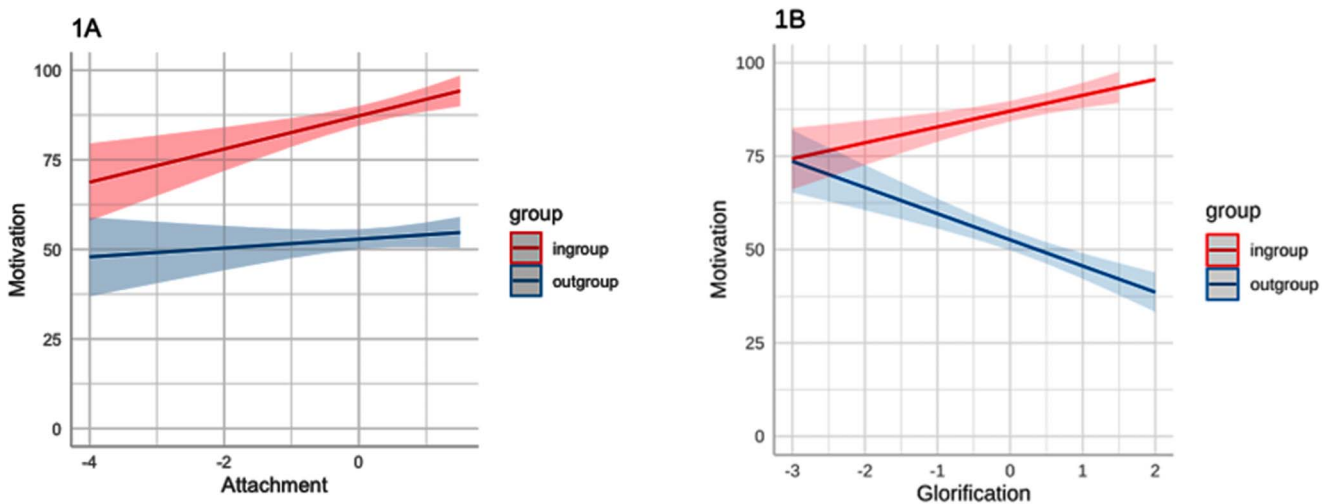 1A
100
75
50
25
0
Motivation
-4
-2
0
Attachment
group
ingroup
outgroup
1B
100
75
50
25
0
Motivation
-3
-2
-1
0
1
2
Glorification
group
ingroup
outgroup